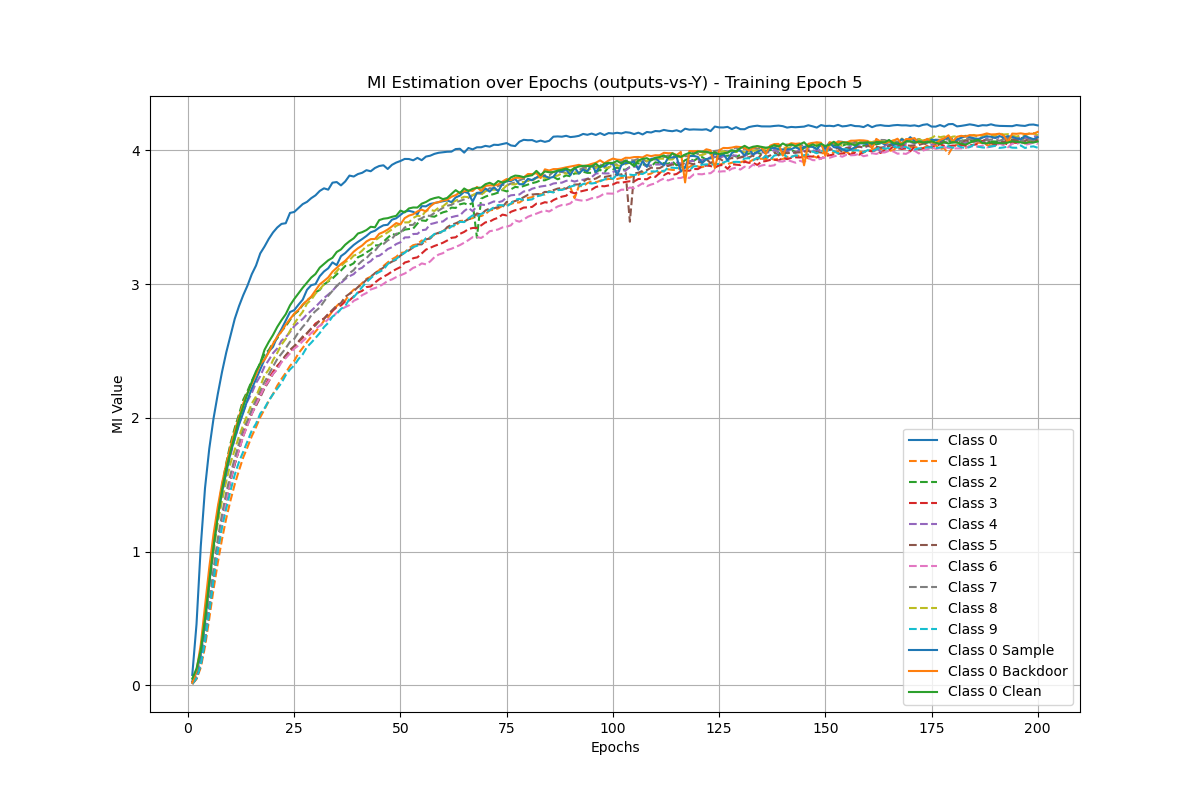 MI Estimation over Epochs (outputs-vs-Y) - Training Epoch 5
MI Value
4
3
2
1
0
0 25 50 75 100 125 150 175 200
Epochs
Class 0
Class 1
Class 2
Class 3
Class 4
Class 5
Class 6
Class 7
Class 8
Class 9
Class 0 Sample
Class 0 Backdoor
Class 0 Clean